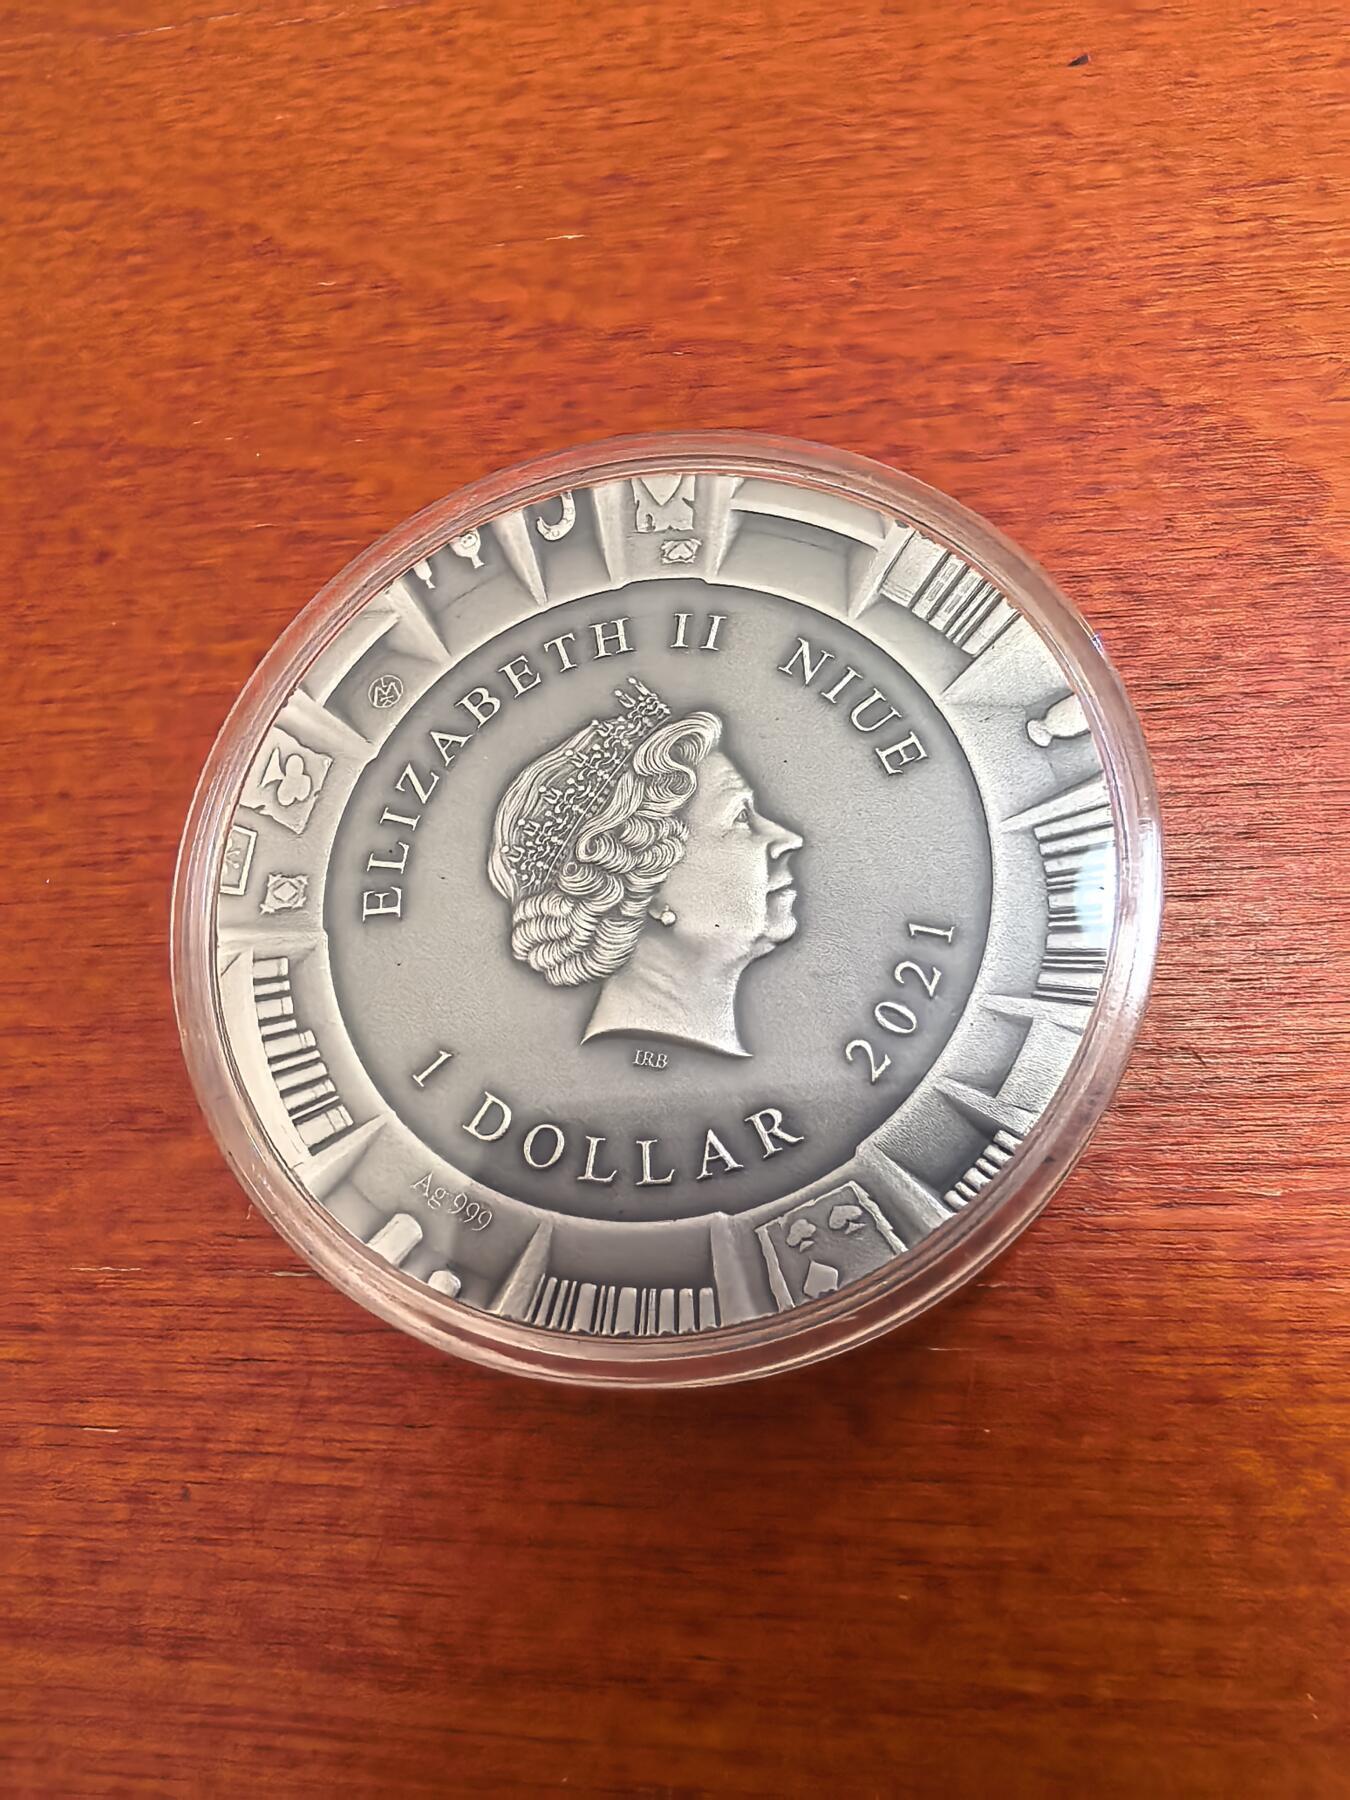 ELIZABETH II NIUE
2021
1 DOLLAR
IRB
Ag 999